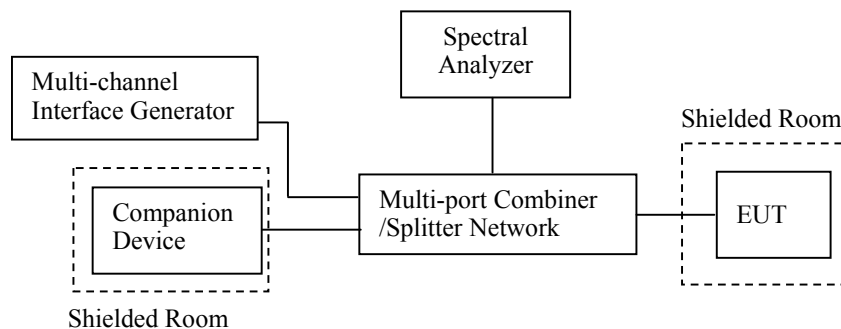 Spectral
Analyzer
Multi-channel
Interface Generator
Shielded Room
Companion
Device
Multi-port Combiner
/Splitter Network
EUT
Shielded Room